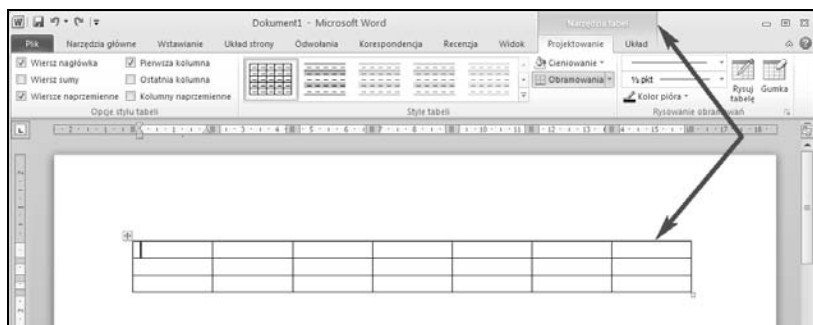 Dokument1 - Microsoft Word
Narzędzia tabel
Plik Narzędzia główne Wstawianie Układ strony Odwołania Korespondencja Recenzja Widok Projektowanie Układ
Wiersz nagłówka Pierwsza kolumna Cieniowanie
Wiersz sumy Ostatnia kolumna Obramowania ½ pkt
Wiersze naprzemienne Kolumny naprzemienne Kolor pióra Rysuj tabelę Gumka
Opcje stylu tabeli Style tabeli Rysowanie obramowań